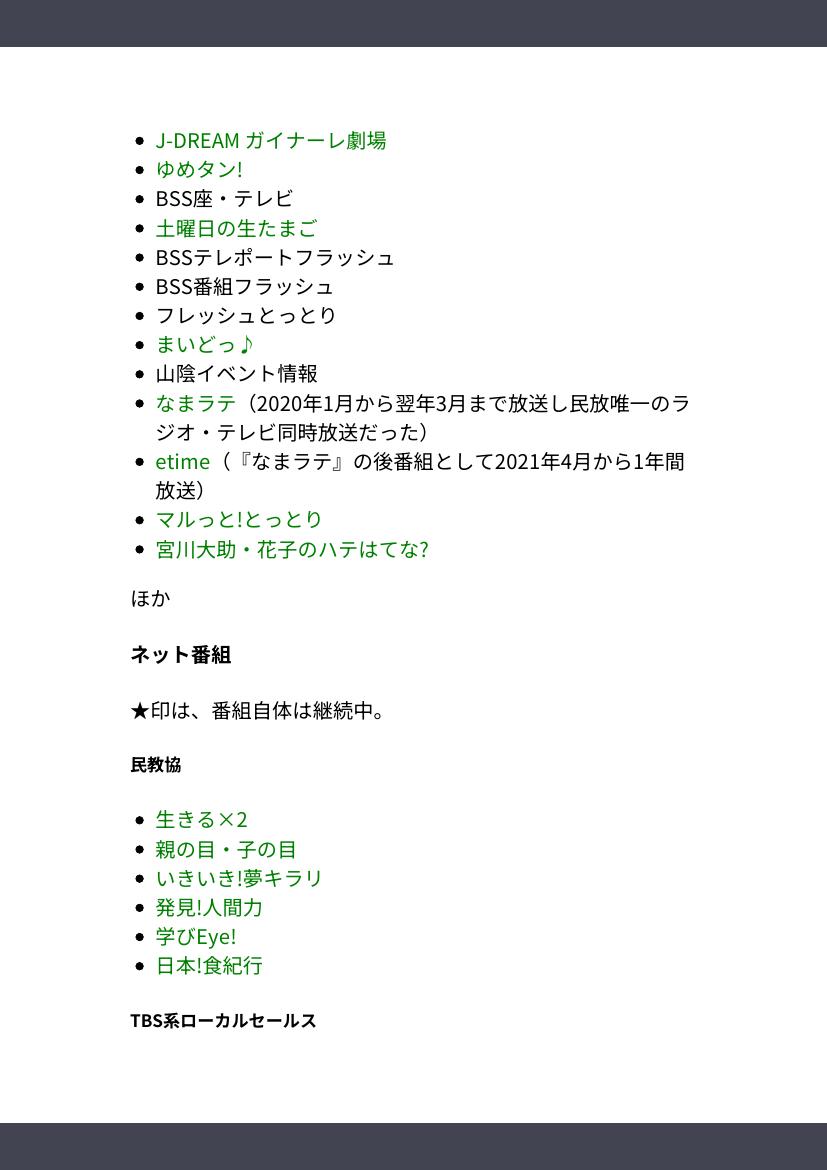 J-DREAM ガイナーレ劇場
ゆめタン!
BSS座・テレビ
土曜日の生たまご
BSSテレポートフラッシュ
BSS番組フラッシュ
フレッシュとっとり
まいどっ♪
山陰イベント情報
なまラテ（2020年1月から翌年3月まで放送し民放唯一のラ
ジオ・テレビ同時放送だった）
etime（『なまラテ』の後番組として2021年4月から1年間
放送）
マルっと!とっとり
宮川大助・花子のハテはてな?
ほか
ネット番組
★印は、番組自体は継続中。
民教協
生きる×2
親の目・子の目
いきいき!夢キラリ
発見!人間力
学びEye!
日本!食紀行
TBS系ローカルセールス